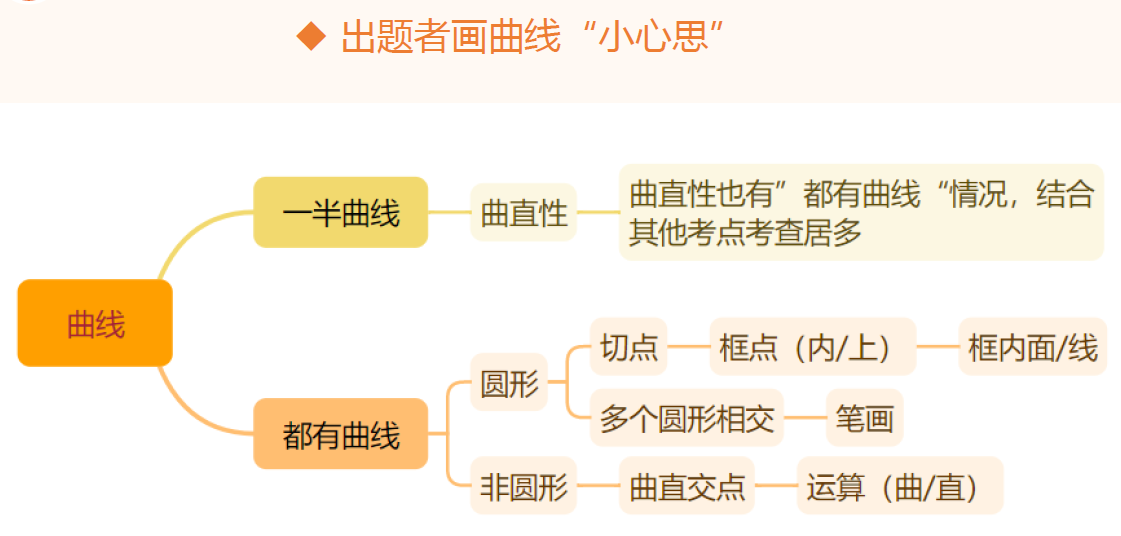 出题者画曲线“小心思”
一半曲线
曲直性
曲直性也有”都有曲线“情况，结合
其他考点考查居多
曲线
都有曲线
圆形
切点
框点（内/上）
框内面/线
多个圆形相交
笔画
非圆形
曲直交点
运算（曲/直）